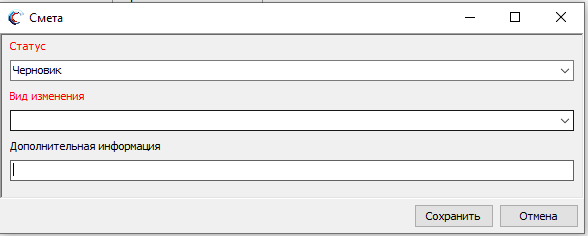 Смета
Статус
Черновик
Вид изменения
Дополнительная информация
Сохранить
Отмена